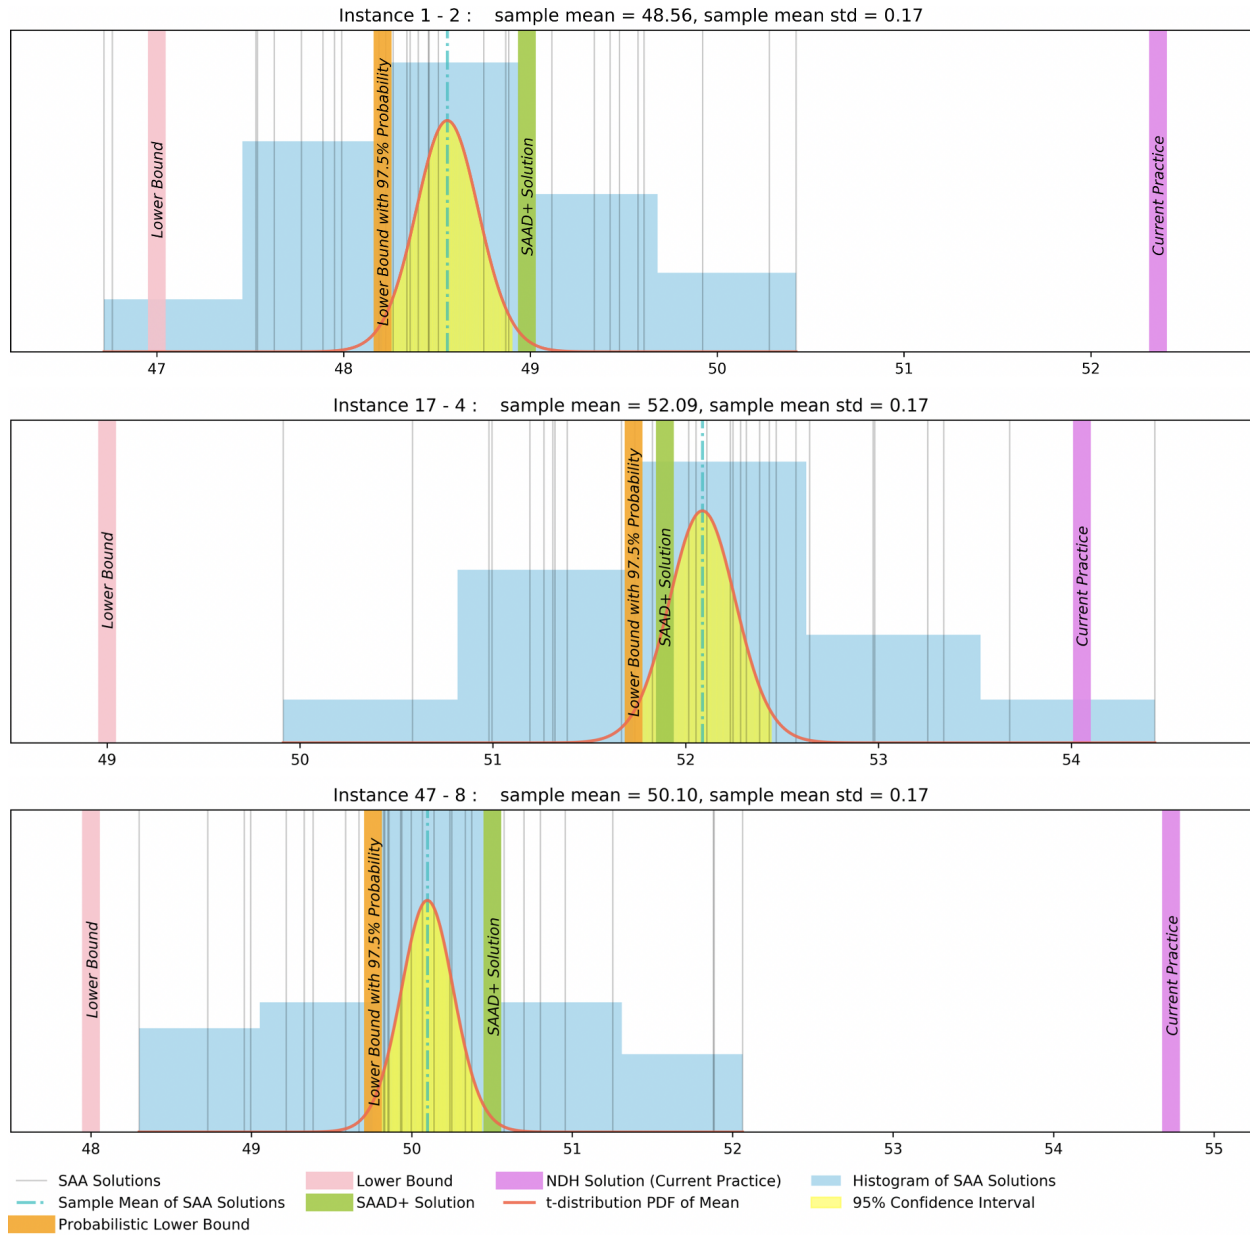 Instance 1 - 2 :    sample mean = 48.56, sample mean std = 0.17
Lower Bound
Lower Bound with 97.5% Probability
SAAD+ Solution
Current Practice
47 48 49 50 51 52
Instance 17 - 4 :    sample mean = 52.09, sample mean std = 0.17
Lower Bound
Lower Bound with 97.5% Probability
SAAD+ Solution
Current Practice
49 50 51 52 53 54
Instance 47 - 8 :    sample mean = 50.10, sample mean std = 0.17
Lower Bound
Lower Bound with 97.5% Probability
SAAD+ Solution
Current Practice
48 49 50 51 52 53 54 55
SAA Solutions
Lower Bound
NDH Solution (Current Practice)
Histogram of SAA Solutions
Sample Mean of SAA Solutions
SAAD+ Solution
t-distribution PDF of Mean
95% Confidence Interval
Probabilistic Lower Bound